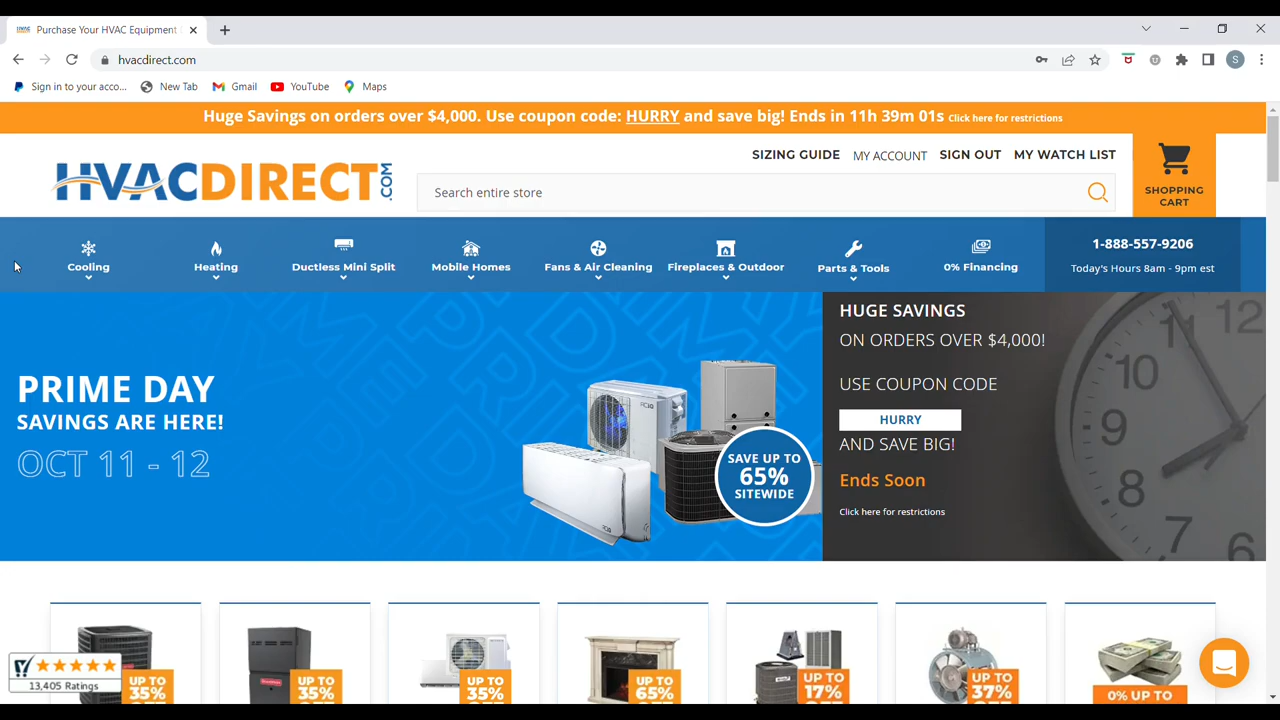 Purchase Your HVAC Equipment
hvacdirect.com
S
Sign in to your acco...
New Tab
Gmail
YouTube
Maps
Huge Savings on orders over $4,000. Use coupon code: HURRY and save big! Ends in 11h 39m 01s Click here for restrictions
HVACDIRECT.COM
SIZING GUIDE
MY ACCOUNT
SIGN OUT
MY WATCH LIST
Search entire store
SHOPPING
CART
Cooling
Heating
Ductless Mini Split
Mobile Homes
Fans & Air Cleaning
Fireplaces & Outdoor
Parts & Tools
0% Financing
1-888-557-9206
Today's Hours 8am - 9pm est
PRIME DAY
SAVINGS ARE HERE!
OCT 11 - 12
SAVE UP TO
65%
SITEWIDE
HUGE SAVINGS
ON ORDERS OVER $4,000!
USE COUPON CODE
HURRY
AND SAVE BIG!
Ends Soon
Click here for restrictions
11 12
10
9
8
7
6
13,405 Ratings
UP TO
35%
UP TO
35%
UP TO
35%
UP TO
65%
UP TO
17%
UP TO
37%
0% UP TO